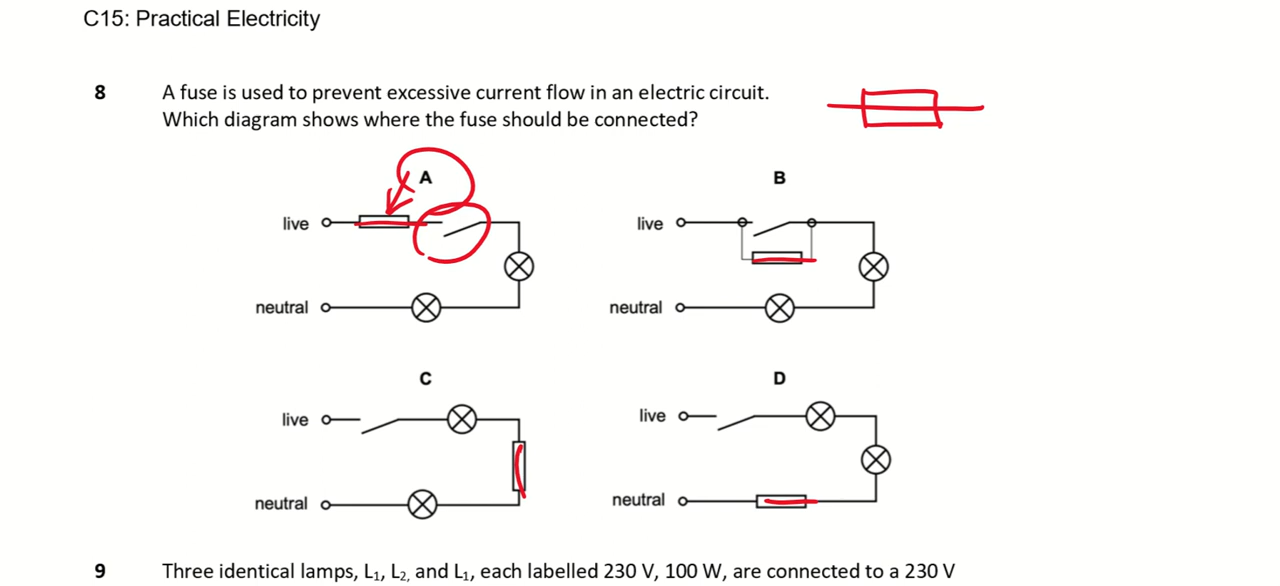 C15: Practical Electricity
8 A fuse is used to prevent excessive current flow in an electric circuit.
Which diagram shows where the fuse should be connected?
A
live
neutral
B
live
neutral
C
live
neutral
D
live
neutral
9 Three identical lamps, L₁, L₂, and L₁, each labelled 230 V, 100 W, are connected to a 230 V